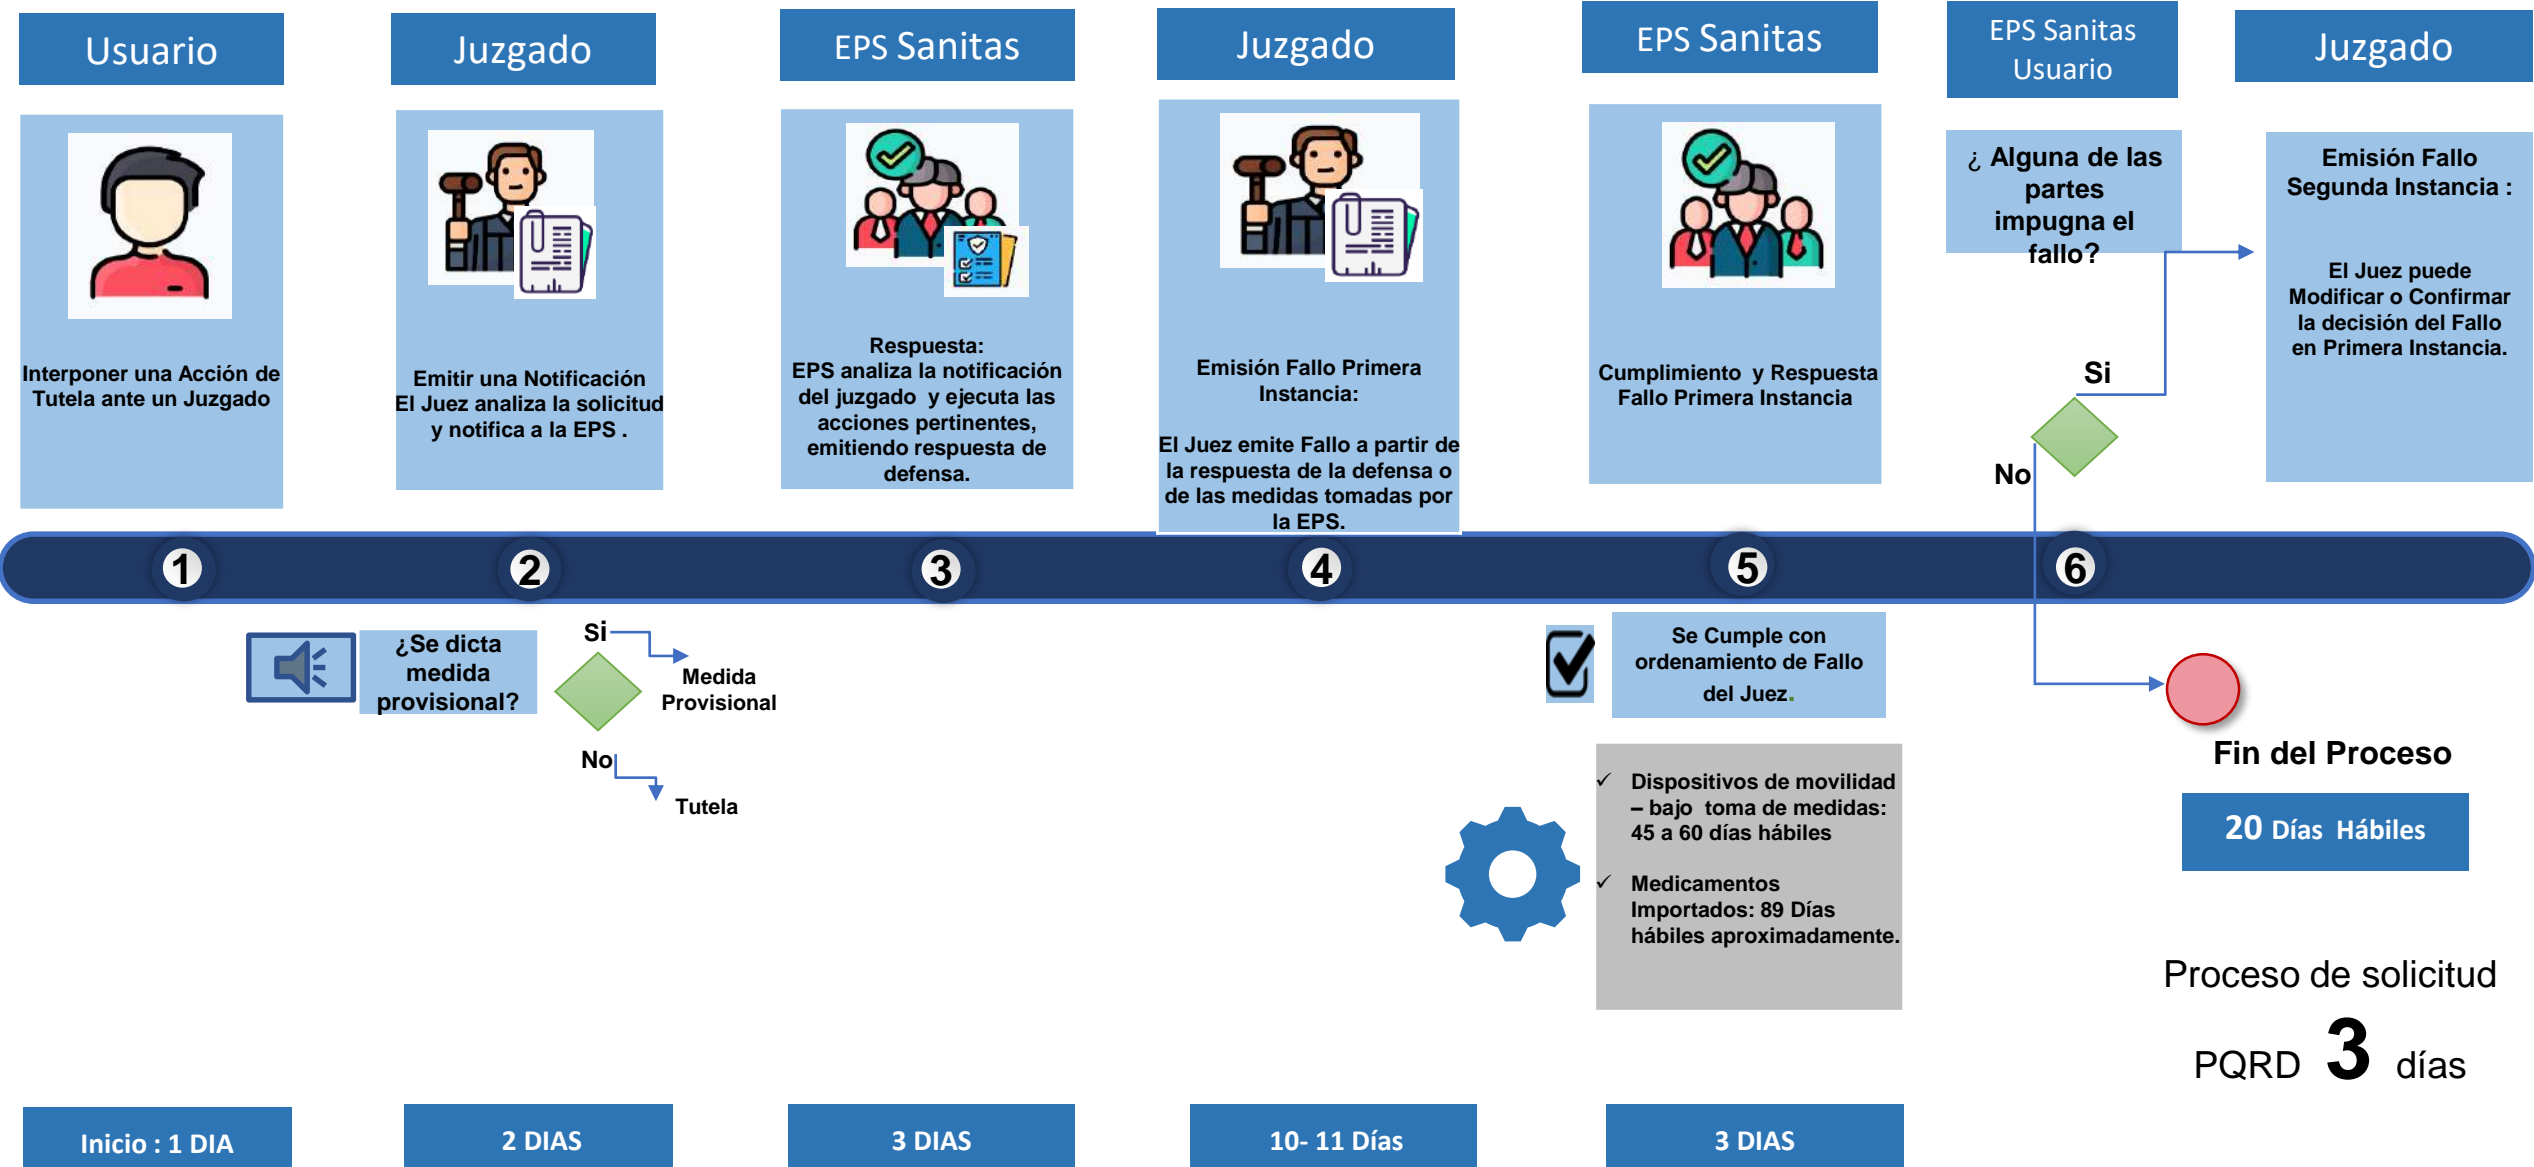 Usuario
Juzgado
EPS Sanitas
Juzgado
EPS Sanitas
EPS Sanitas
Usuario
Juzgado
Interponer una Acción de
Tutela ante un Juzgado
Emitir una Notificación
El Juez analiza la solicitud
y notifica a la EPS .
Respuesta:
EPS analiza la notificación
del juzgado y ejecuta las
acciones pertinentes,
emitiendo respuesta de
defensa.
Emisión Fallo Primera
Instancia:
El Juez emite Fallo a partir de
la respuesta de la defensa o
de las medidas tomadas por
la EPS.
Cumplimiento y Respuesta
Fallo Primera Instancia
¿ Alguna de las
partes
impugna el
fallo?
Si
No
Emisión Fallo
Segunda Instancia :
El Juez puede
Modificar o Confirmar
la decisión del Fallo
en Primera Instancia.
1
2
3
4
5
6
¿Se dicta
medida
provisional?
Si
Medida
Provisional
No
Tutela
Se Cumple con
ordenamiento de Fallo
del Juez.
✓ Dispositivos de movilidad
– bajo toma de medidas:
45 a 60 días hábiles
✓ Medicamentos
Importados: 89 Días
hábiles aproximadamente.
Fin del Proceso
20 Días Hábiles
Proceso de solicitud
PQRD 3 días
Inicio : 1 DIA
2 DIAS
3 DIAS
10- 11 Días
3 DIAS